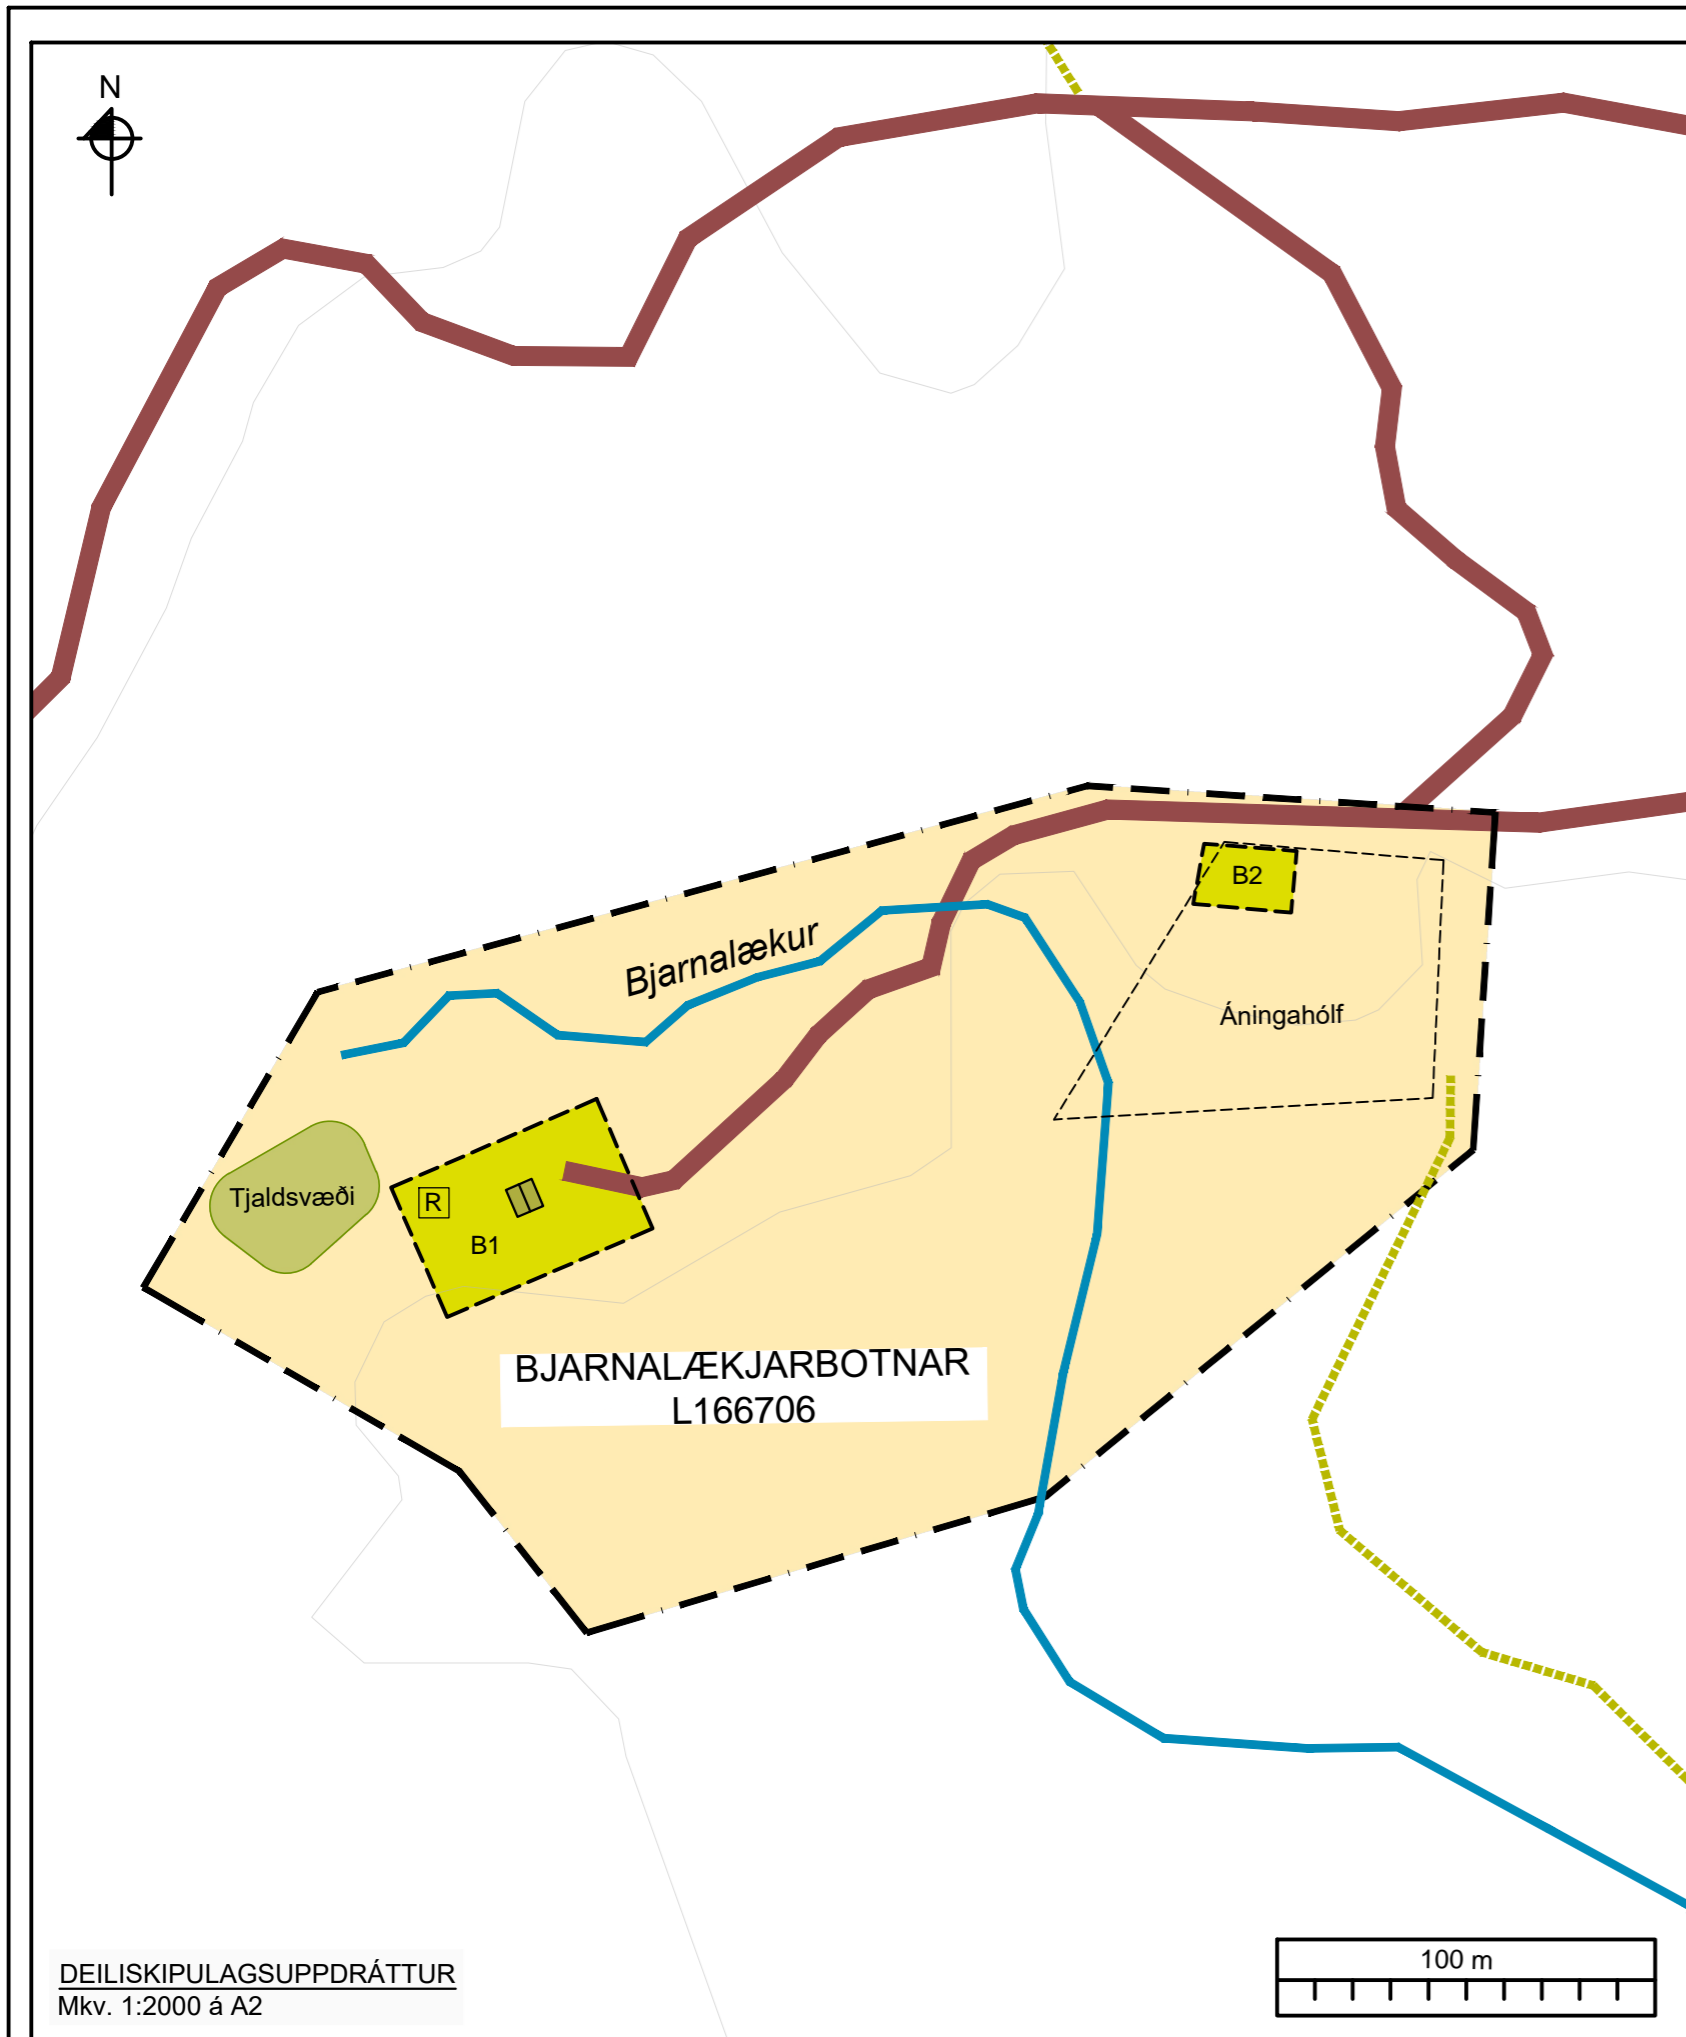 N
B2
Bjarnalækur
Áningahólf
Tjaldsvæði
R
B1
BJARNALÆKJARBOTNAR
L166706
DEILISKIPULAGSUPPDRÁTTUR
Mkv. 1:2000 á A2
100 m